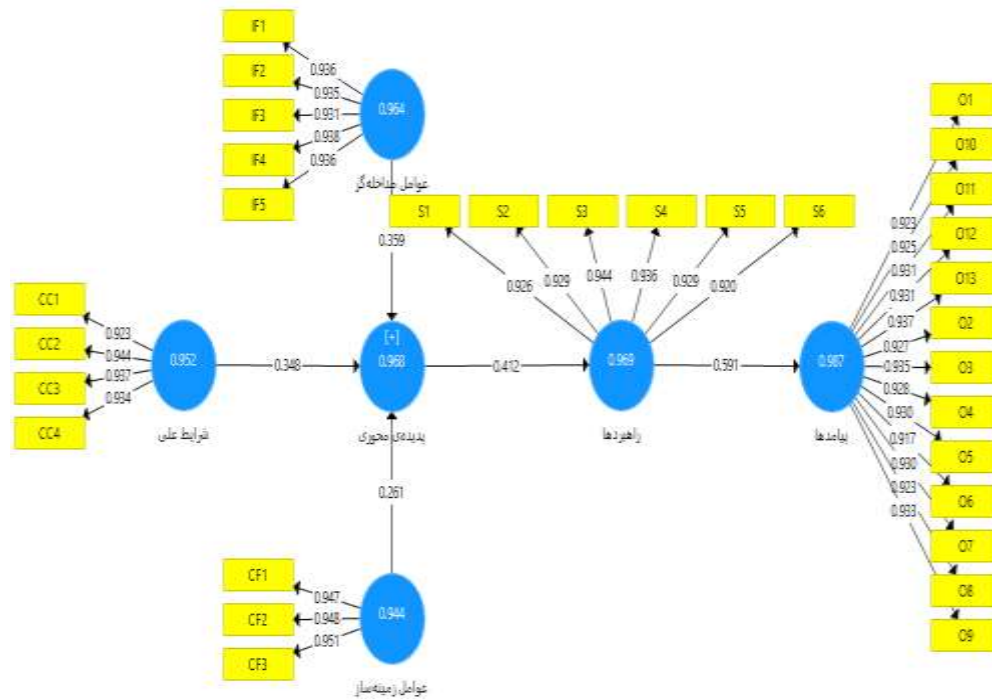 IF1
IF2
IF3
IF4
IF5
0.936
0.935
0.931
0.938
0.936
0.964
عوامل مداخله‌گر
0.359
S1
S2
S3
S4
S5
S6
0.926
0.929
0.944
0.936
0.929
0.920
CC1
CC2
CC3
CC4
0.923
0.944
0.937
0.934
0.952
شرایط علی
0.348
[+]
0.968
پدیده‌ی محوری
0.412
0.969
راهبردها
0.591
0.987
پیامدها
0.923
0.925
0.931
0.931
0.937
0.927
0.935
0.928
0.930
0.917
0.930
0.923
0.933
O1
O10
O11
O12
O13
O2
O3
O4
O5
O6
O7
O8
O9
0.261
CF1
CF2
CF3
0.947
0.948
0.951
0.944
عوامل زمینه‌ساز